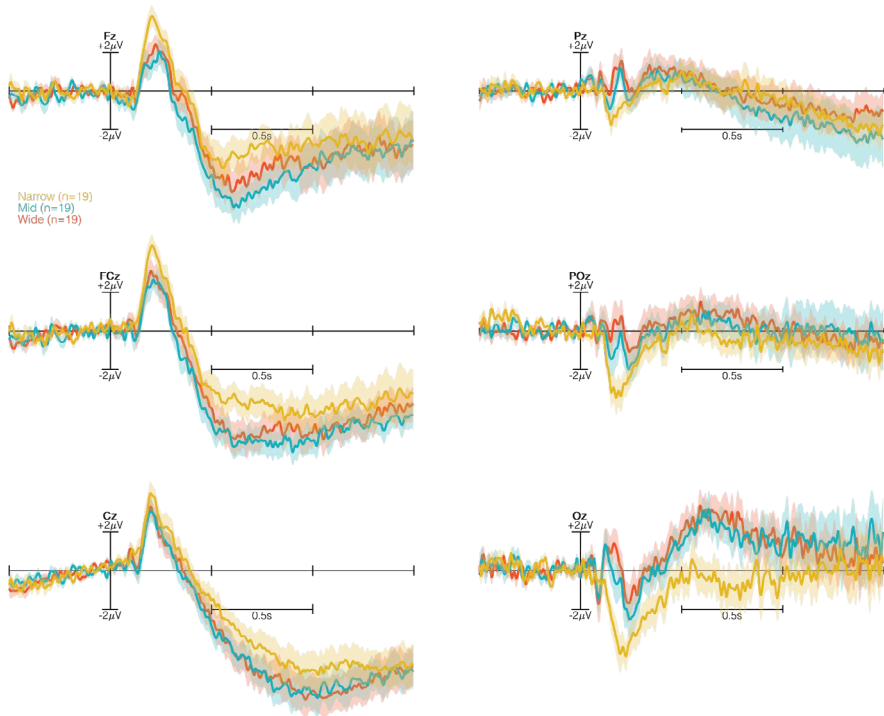 Fz
+2μV
-2μV
0.5s
Narrow (n=19)
Mid (n=19)
Wide (n=19)
FCz
+2μV
-2μV
0.5s
Cz
+2μV
-2μV
0.5s
Pz
+2μV
-2μV
0.5s
POz
+2μV
-2μV
0.5s
Oz
+2μV
-2μV
0.5s